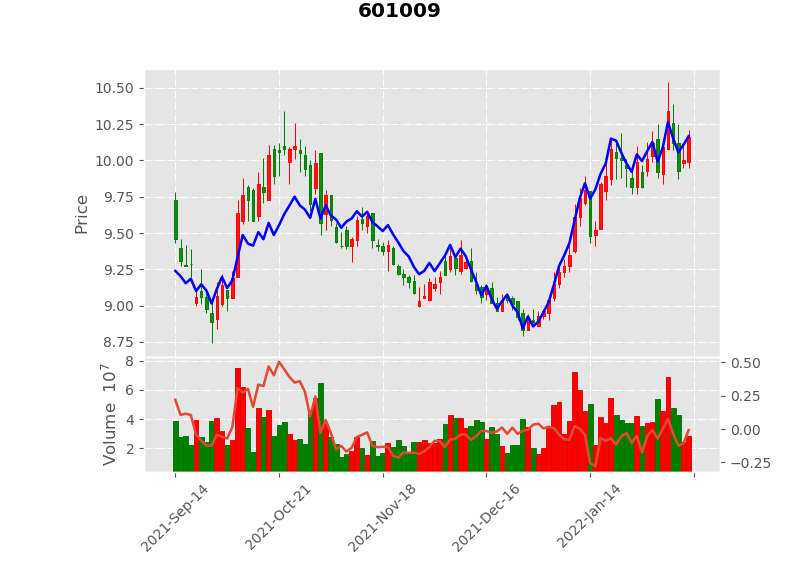 601009
10.50
10.25
10.00
9.75
9.50
9.25
9.00
8.75
Price
8
6
4
2
Volume 10^7
0.50
0.25
0.00
−0.25
2021-Sep-14
2021-Oct-21
2021-Nov-18
2021-Dec-16
2022-Jan-14